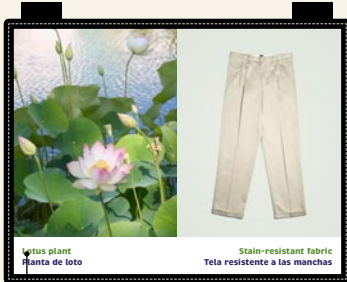 Lotus plant
Planta de loto
Stain-resistant fabric
Tela resistente a las manchas